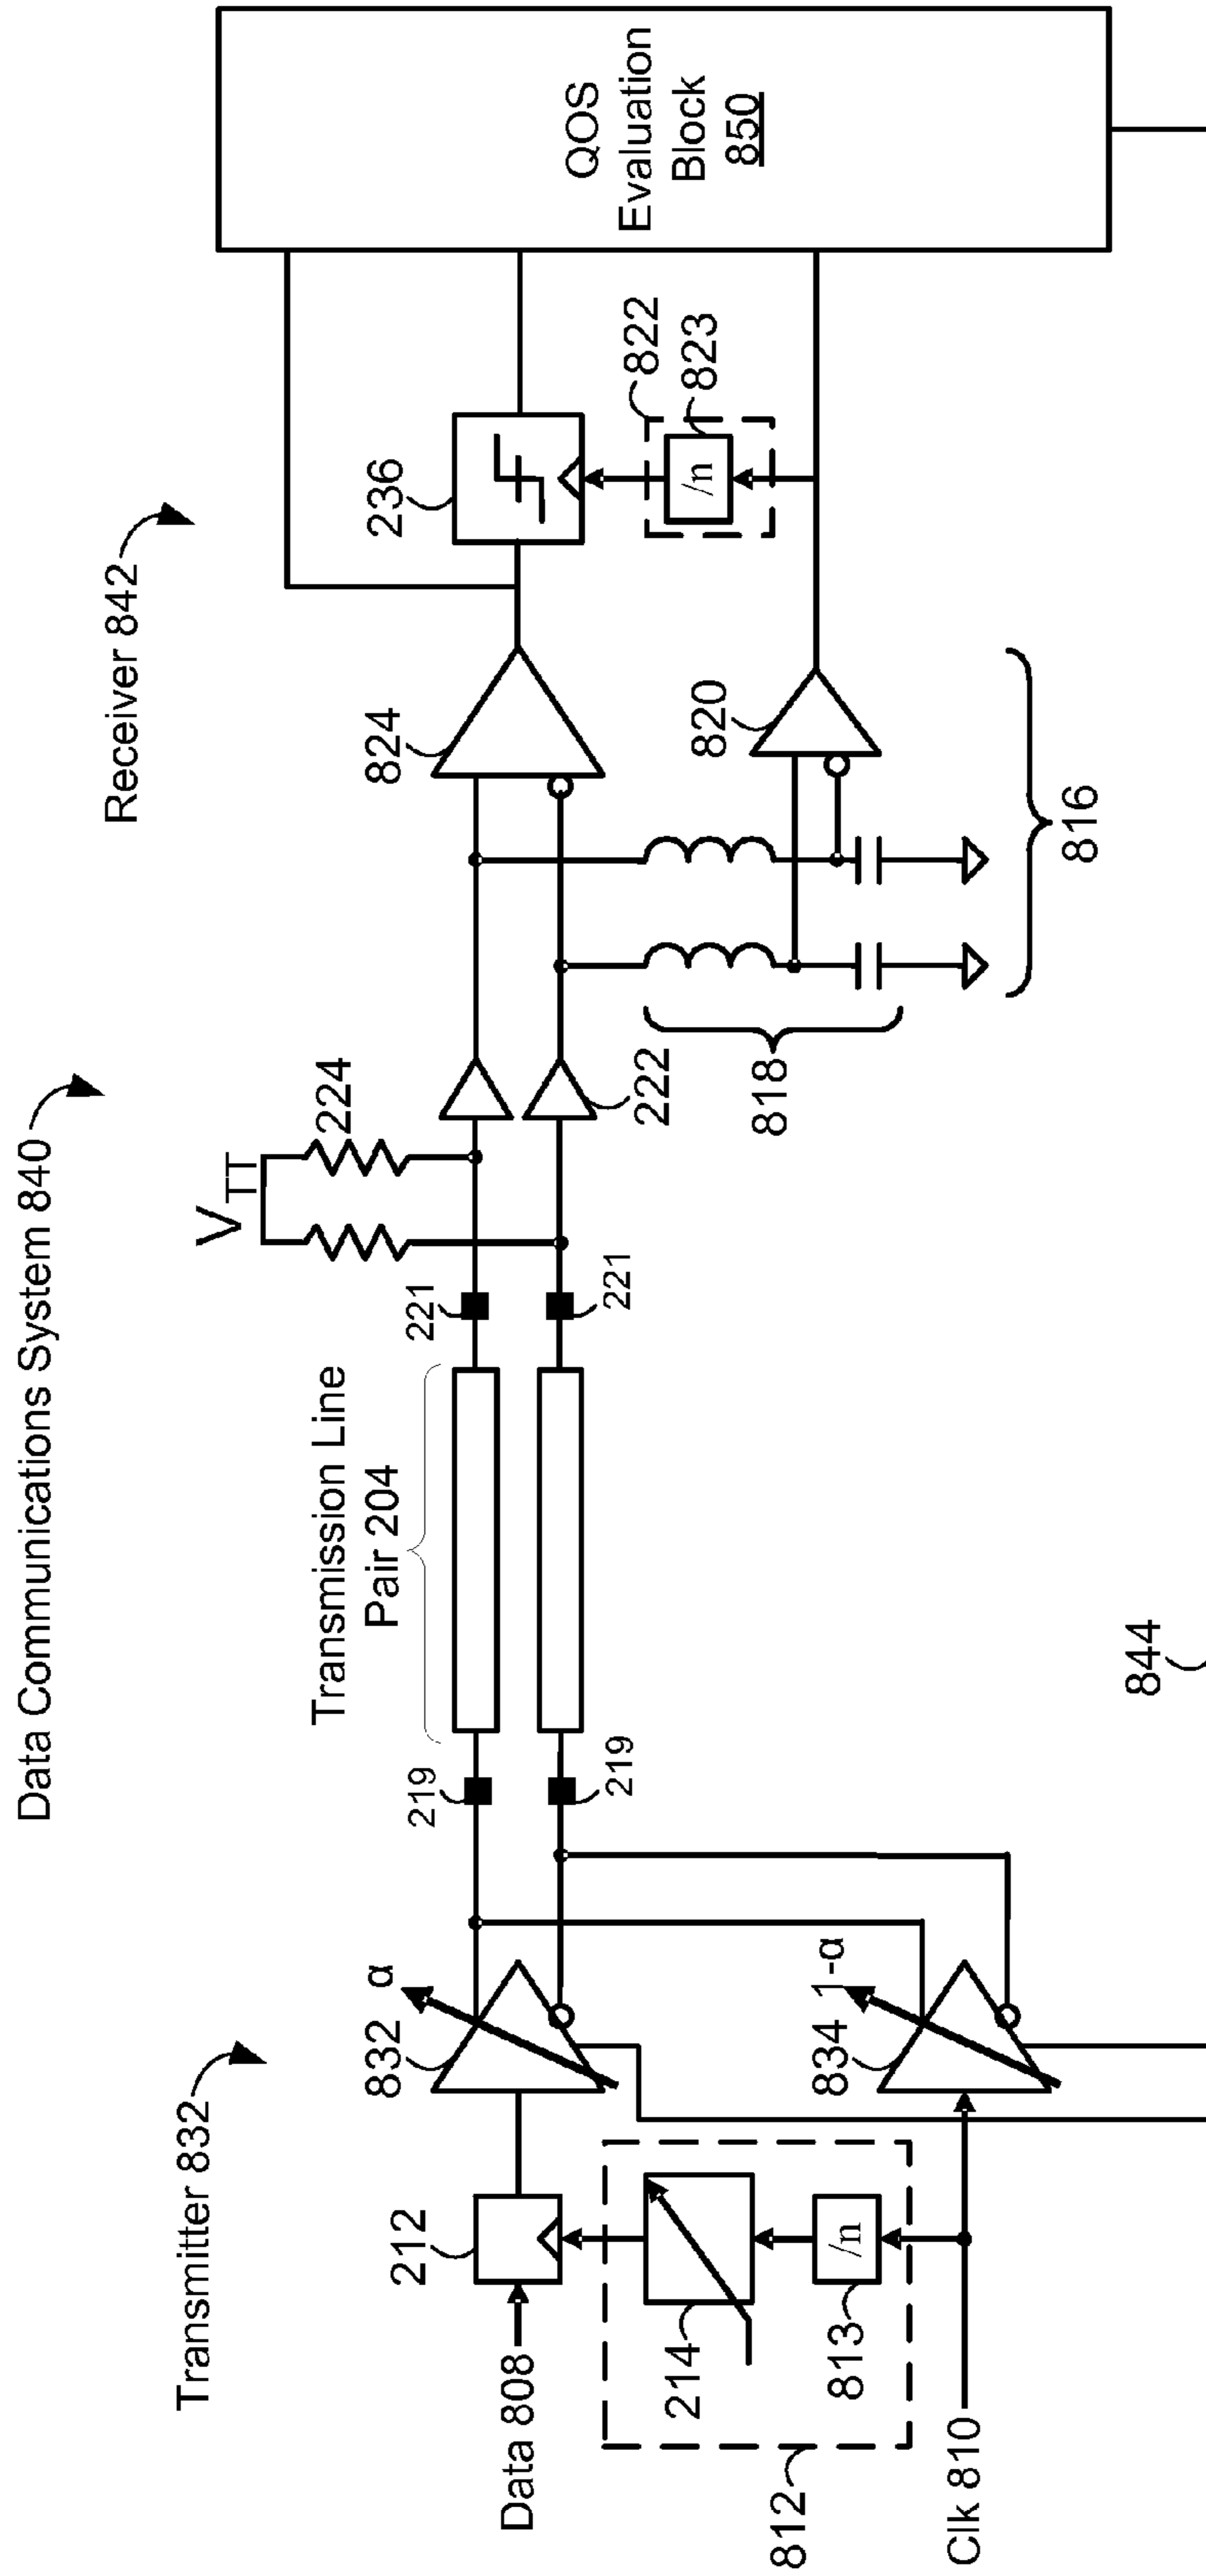 Data Communications System 840
Transmitter 832
Receiver 842
Transmission Line
Pair 204
V TT
224
219
219
221
221
222
α
832
212
Data 808
214
813
/n
812
Clk 810
1-α
834
844
818
816
824
820
236
822
823
/n
QOS
Evaluation
Block
850